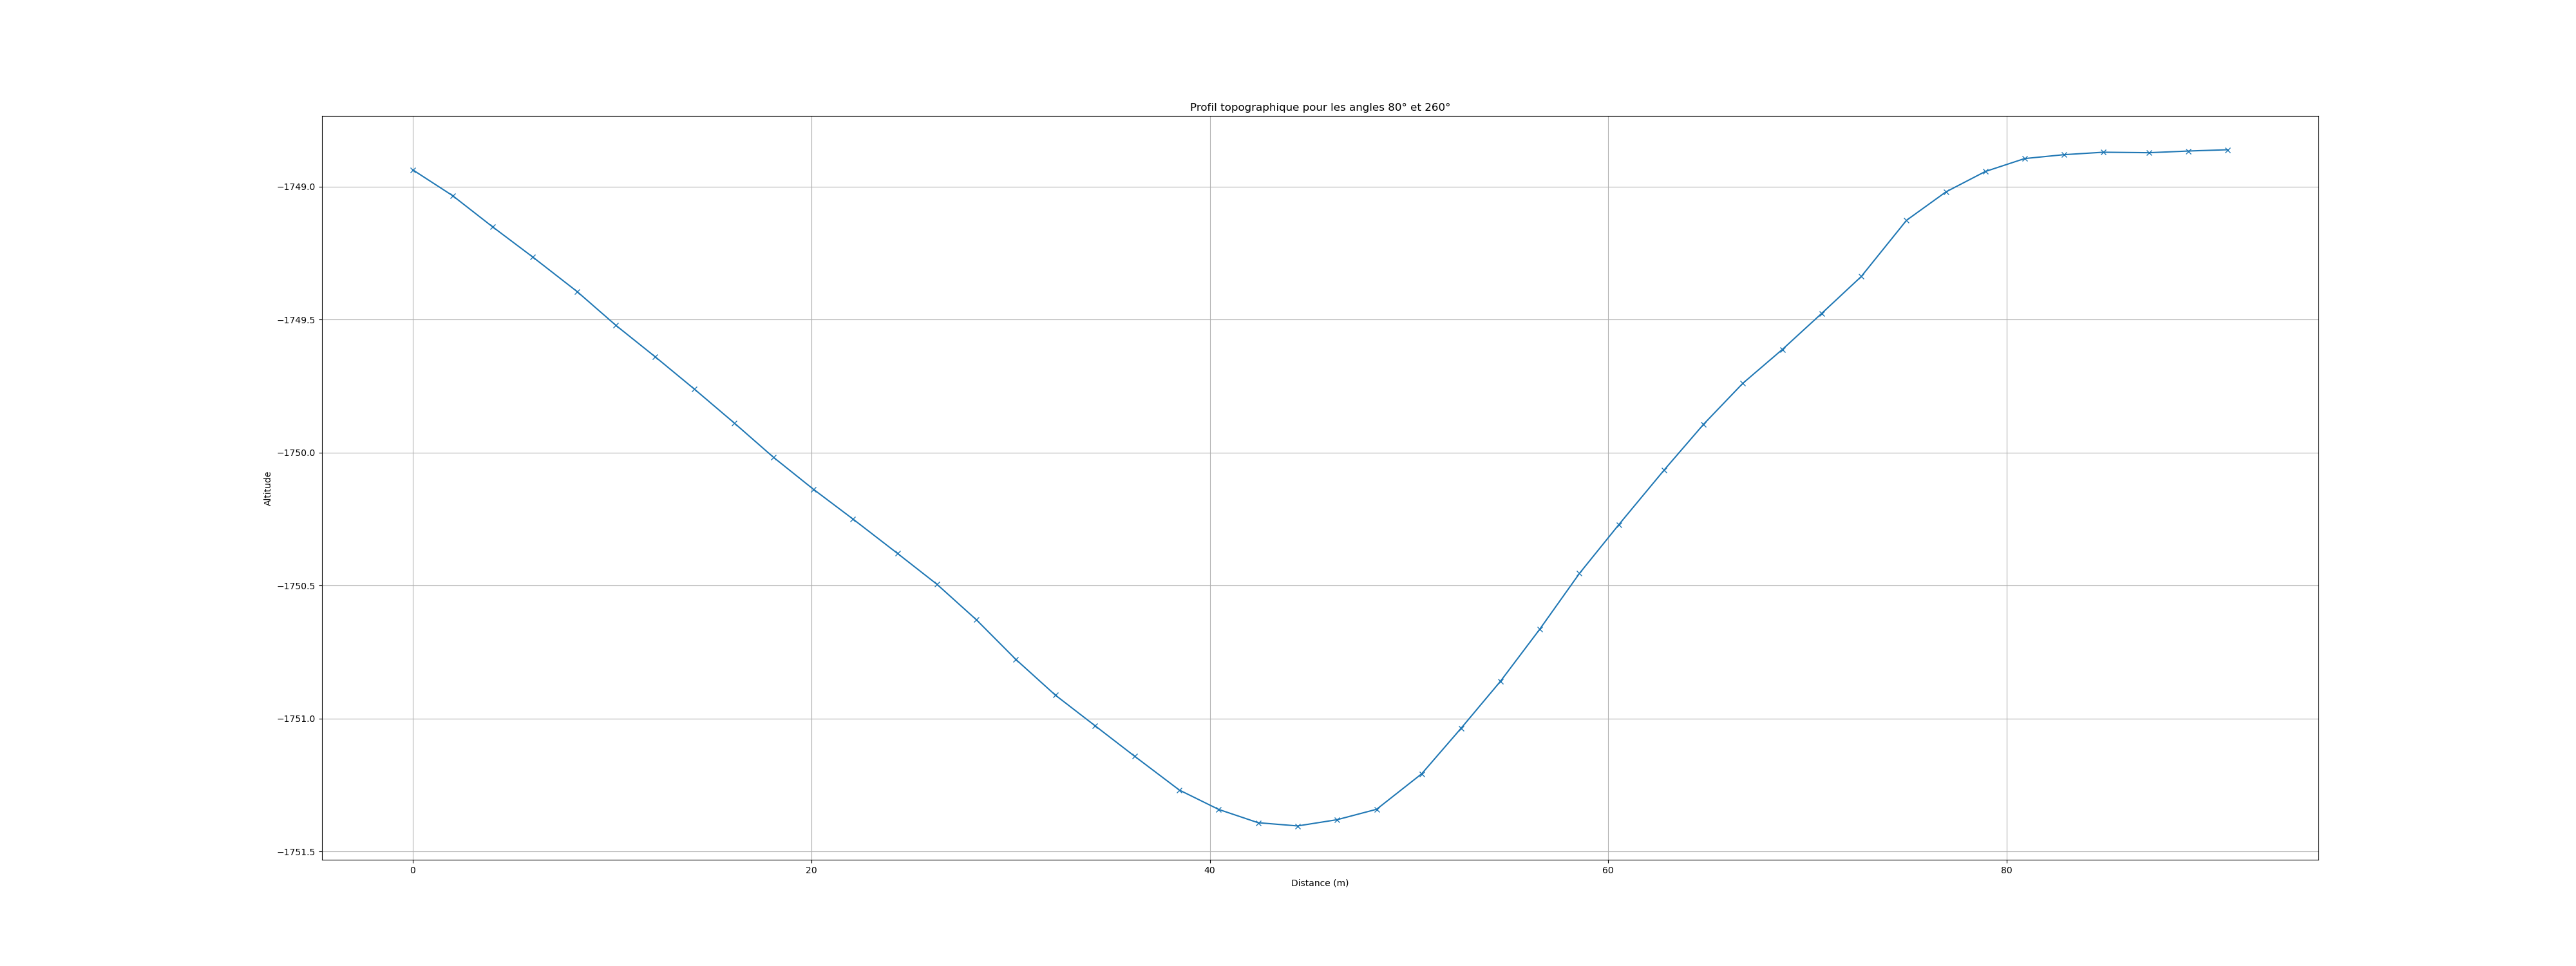 Profil topographique pour les angles 80° et 260°
−1749.0
−1749.5
−1750.0
−1750.5
−1751.0
−1751.5
Altitude
0 20 40 60 80
Distance (m)